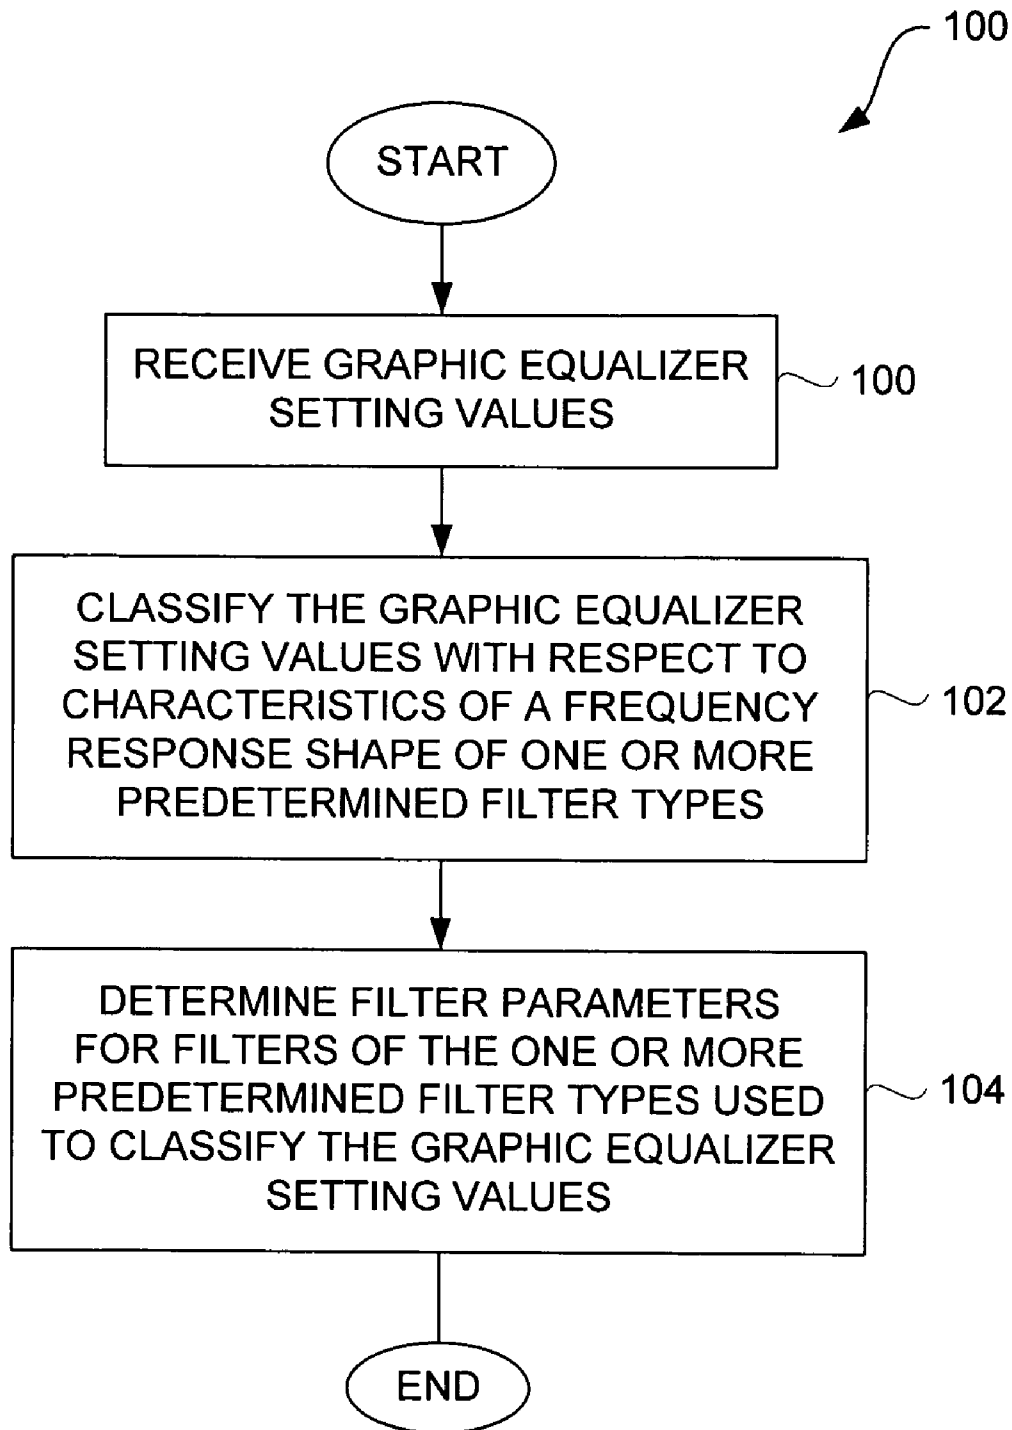 100
START
RECEIVE GRAPHIC EQUALIZER
SETTING VALUES
100
CLASSIFY THE GRAPHIC EQUALIZER
SETTING VALUES WITH RESPECT TO
CHARACTERISTICS OF A FREQUENCY
RESPONSE SHAPE OF ONE OR MORE
PREDETERMINED FILTER TYPES
102
DETERMINE FILTER PARAMETERS
FOR FILTERS OF THE ONE OR MORE
PREDETERMINED FILTER TYPES USED
TO CLASSIFY THE GRAPHIC EQUALIZER
SETTING VALUES
104
END